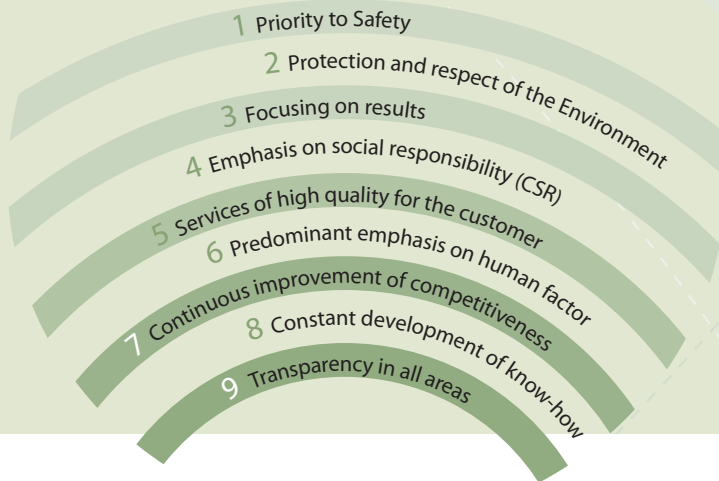 1 Priority to Safety
2 Protection and respect of the Environment
3 Focusing on results
4 Emphasis on social responsibility (CSR)
5 Services of high quality for the customer
6 Predominant emphasis on human factor
7 Continuous improvement of competitiveness
8 Constant development of know-how
9 Transparency in all areas